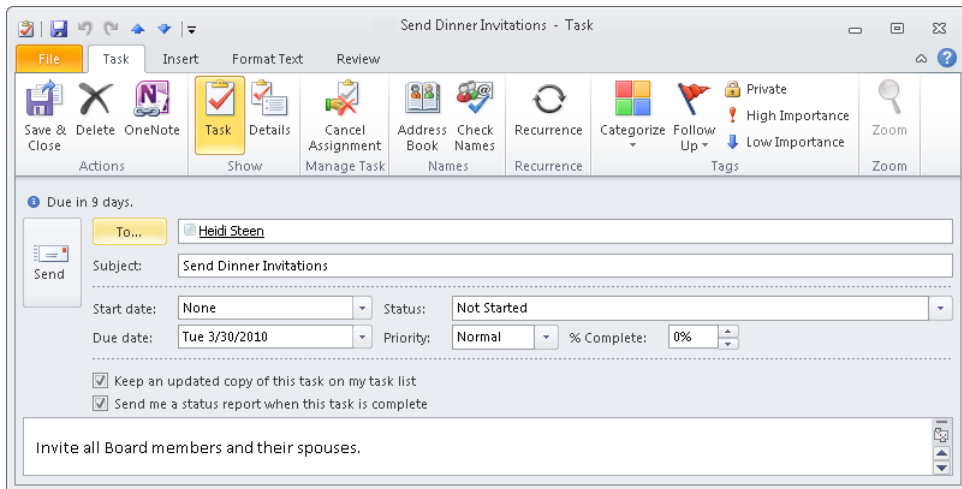 Send Dinner Invitations - Task
File Task Insert Format Text Review
Save & Close Delete OneNote Task Details Cancel Assignment Address Book Check Names Recurrence Categorize Follow Up Private High Importance Low Importance Zoom
Actions Show Manage Task Names Recurrence Tags Zoom
Due in 9 days.
To... Heidi Steen
Send
Subject: Send Dinner Invitations
Start date: None Status: Not Started
Due date: Tue 3/30/2010 Priority: Normal % Complete: 0%
Keep an updated copy of this task on my task list
Send me a status report when this task is complete
Invite all Board members and their spouses.